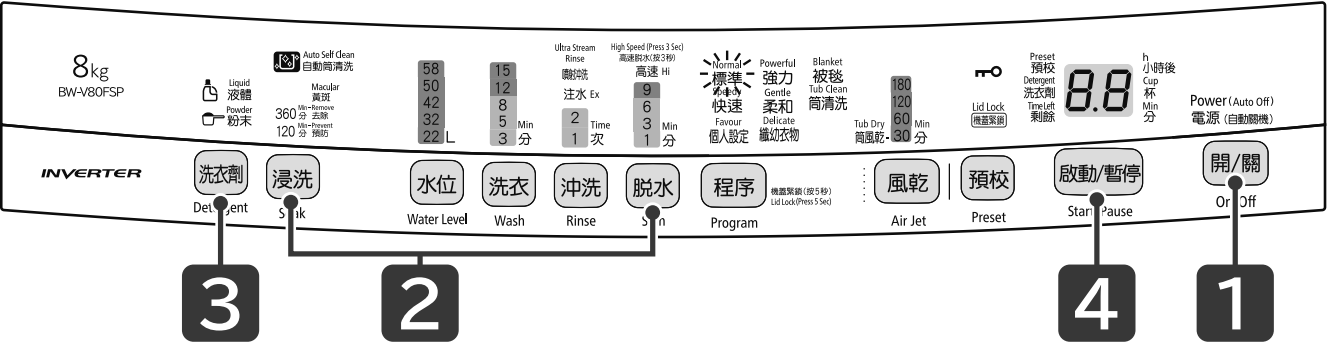 8kg
BW-V80FSP
Liquid
液體
Powder
粉末
Auto Self Clean
自動筒清洗
Macular
黃斑
360分 Min-Remove 去除
120分 Min-Prevent 預防
58
50
42
32
22 L
15
12
8
5 Min
3 分
Ultra Stream
Rinse
噴射沖洗
注水 Ex
2 Time
1 次
High Speed (Press 3 Sec)
高速脱水(按3秒)
高速 Hi
9
6
3 Min
1 分
Normal
標準
Speedy
快速
Favour
個人設定
Powerful
強力
Gentle
柔和
Delicate
纖幼衣物
Blanket
被毯
Tub Clean
筒清洗
180
120
60 Min
Tub Dry
筒風乾-30 分
Lid Lock
機蓋緊鎖
Preset
預校
Detergent
洗衣劑
Time Left
剩餘
8.8
h
小時後
Cup
杯
Min
分
Power (Auto Off)
電源 (自動關機)
INVERTER
洗衣劑
浸洗
水位
Water Level
洗衣
Wash
沖洗
Rinse
脱水
程序
Program
機蓋緊鎖(按5秒)
Lid Lock(Press 5 Sec)
風乾
Air Jet
預校
Preset
啟動/暫停
開/關
3
2
4
1